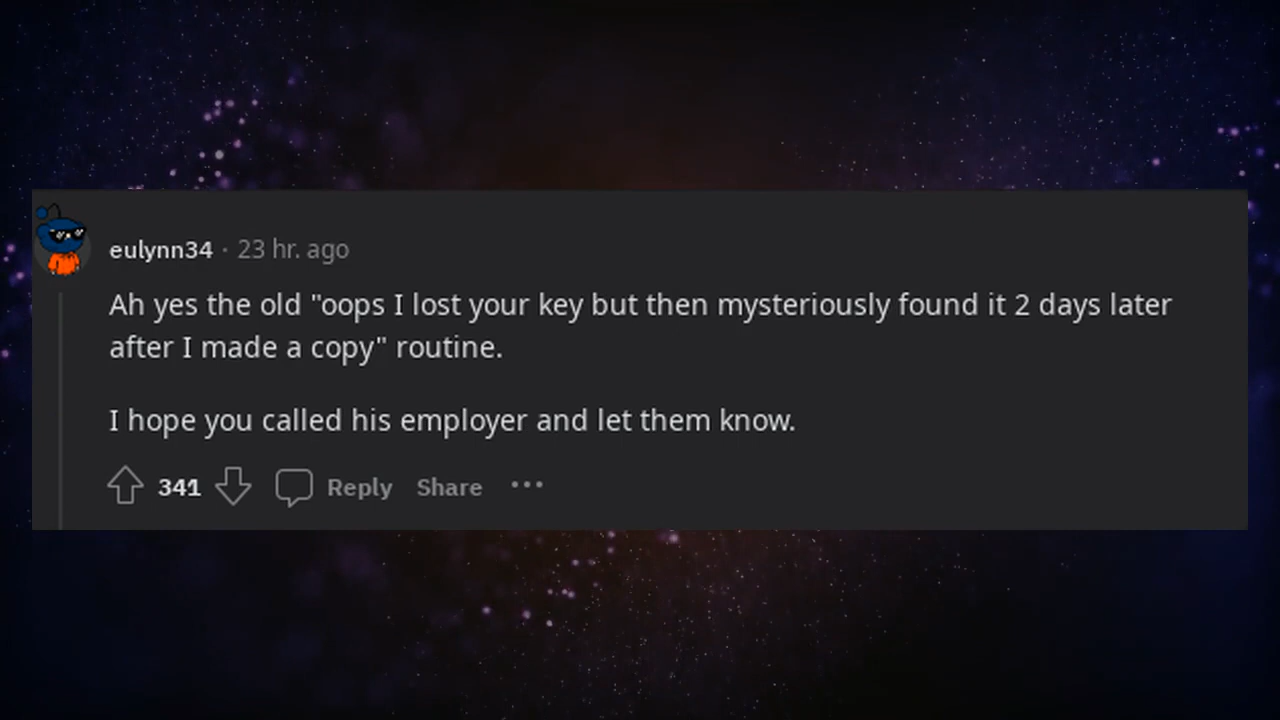 eulynn34 · 23 hr. ago
Ah yes the old "oops I lost your key but then mysteriously found it 2 days later
after I made a copy" routine.
I hope you called his employer and let them know.
341 Reply Share ···